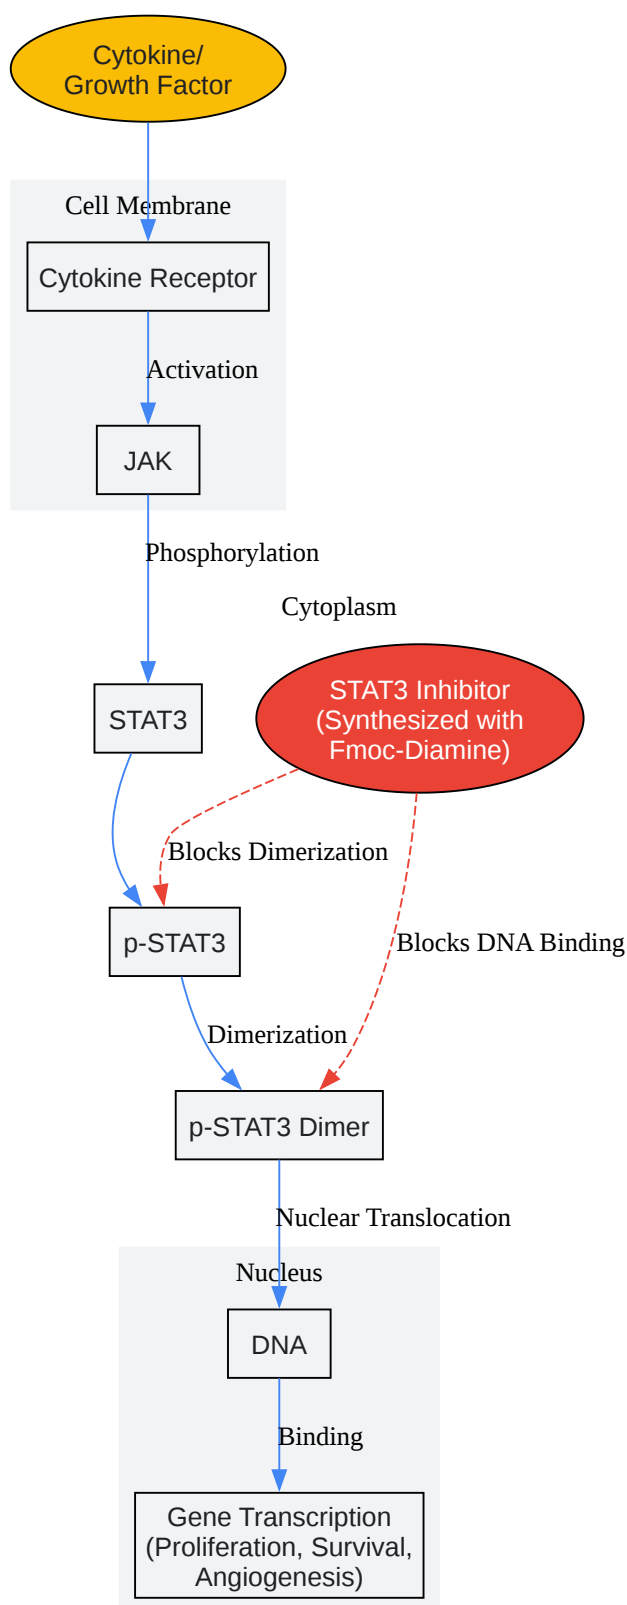 Cytokine/
Growth Factor
Cell Membrane
Cytokine Receptor
Activation
JAK
Phosphorylation
Cytoplasm
STAT3
STAT3 Inhibitor
(Synthesized with
Fmoc-Diamine)
Blocks Dimerization
p-STAT3
Blocks DNA Binding
Dimerization
p-STAT3 Dimer
Nuclear Translocation
Nucleus
DNA
Binding
Gene Transcription
(Proliferation, Survival,
Angiogenesis)